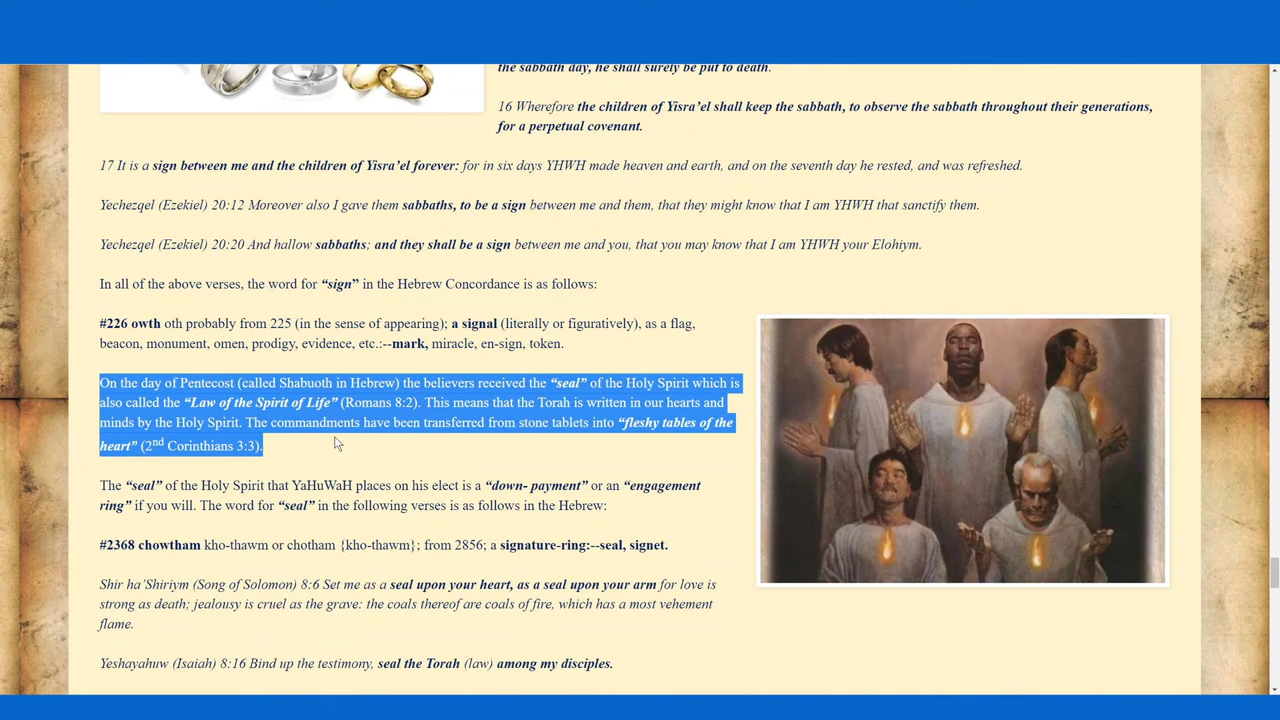 the sabbath day, he shall surely be put to death.
16 Wherefore the children of Yisra’el shall keep the sabbath, to observe the sabbath throughout their generations,
for a perpetual covenant.
17 It is a sign between me and the children of Yisra’el forever: for in six days YHWH made heaven and earth, and on the seventh day he rested, and was refreshed.
Yechezqel (Ezekiel) 20:12 Moreover also I gave them sabbaths, to be a sign between me and them, that they might know that I am YHWH that sanctify them.
Yechezqel (Ezekiel) 20:20 And hallow sabbaths; and they shall be a sign between me and you, that you may know that I am YHWH your Elohiym.
In all of the above verses, the word for “sign” in the Hebrew Concordance is as follows:
#226 owth oth probably from 225 (in the sense of appearing); a signal (literally or figuratively), as a flag,
beacon, monument, omen, prodigy, evidence, etc.:--mark, miracle, en-sign, token.
On the day of Pentecost (called Shabuoth in Hebrew) the believers received the “seal” of the Holy Spirit which is
also called the “Law of the Spirit of Life” (Romans 8:2). This means that the Torah is written in our hearts and
minds by the Holy Spirit. The commandments have been transferred from stone tablets into “fleshy tables of the
heart” (2nd Corinthians 3:3).
The “seal” of the Holy Spirit that YaHuWaH places on his elect is a “down- payment” or an “engagement
ring” if you will. The word for “seal” in the following verses is as follows in the Hebrew:
#2368 chowtham kho-thawm or chotham {kho-thawm}; from 2856; a signature-ring:--seal, signet.
Shir ha’Shiriym (Song of Solomon) 8:6 Set me as a seal upon your heart, as a seal upon your arm for love is
strong as death; jealousy is cruel as the grave: the coals thereof are coals of fire, which has a most vehement
flame.
Yeshayahuw (Isaiah) 8:16 Bind up the testimony, seal the Torah (law) among my disciples.